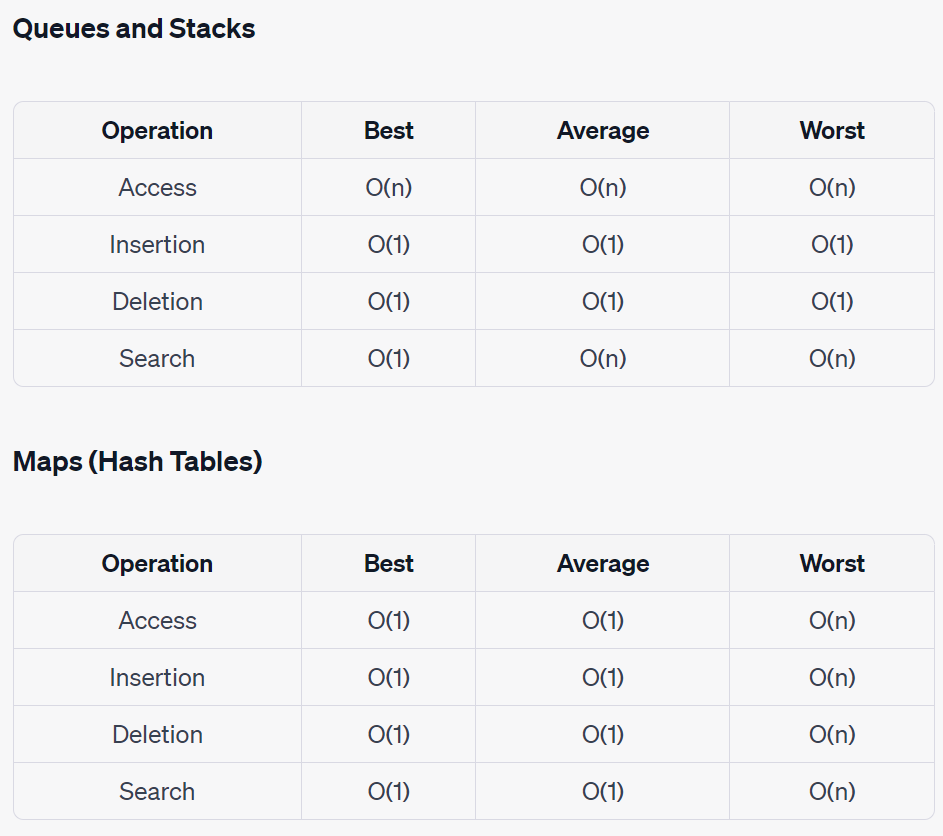 Queues and Stacks
Operation Best Average Worst
Access O(n) O(n) O(n)
Insertion O(1) O(1) O(1)
Deletion O(1) O(1) O(1)
Search O(1) O(n) O(n)
Maps (Hash Tables)
Operation Best Average Worst
Access O(1) O(1) O(n)
Insertion O(1) O(1) O(n)
Deletion O(1) O(1) O(n)
Search O(1) O(1) O(n)